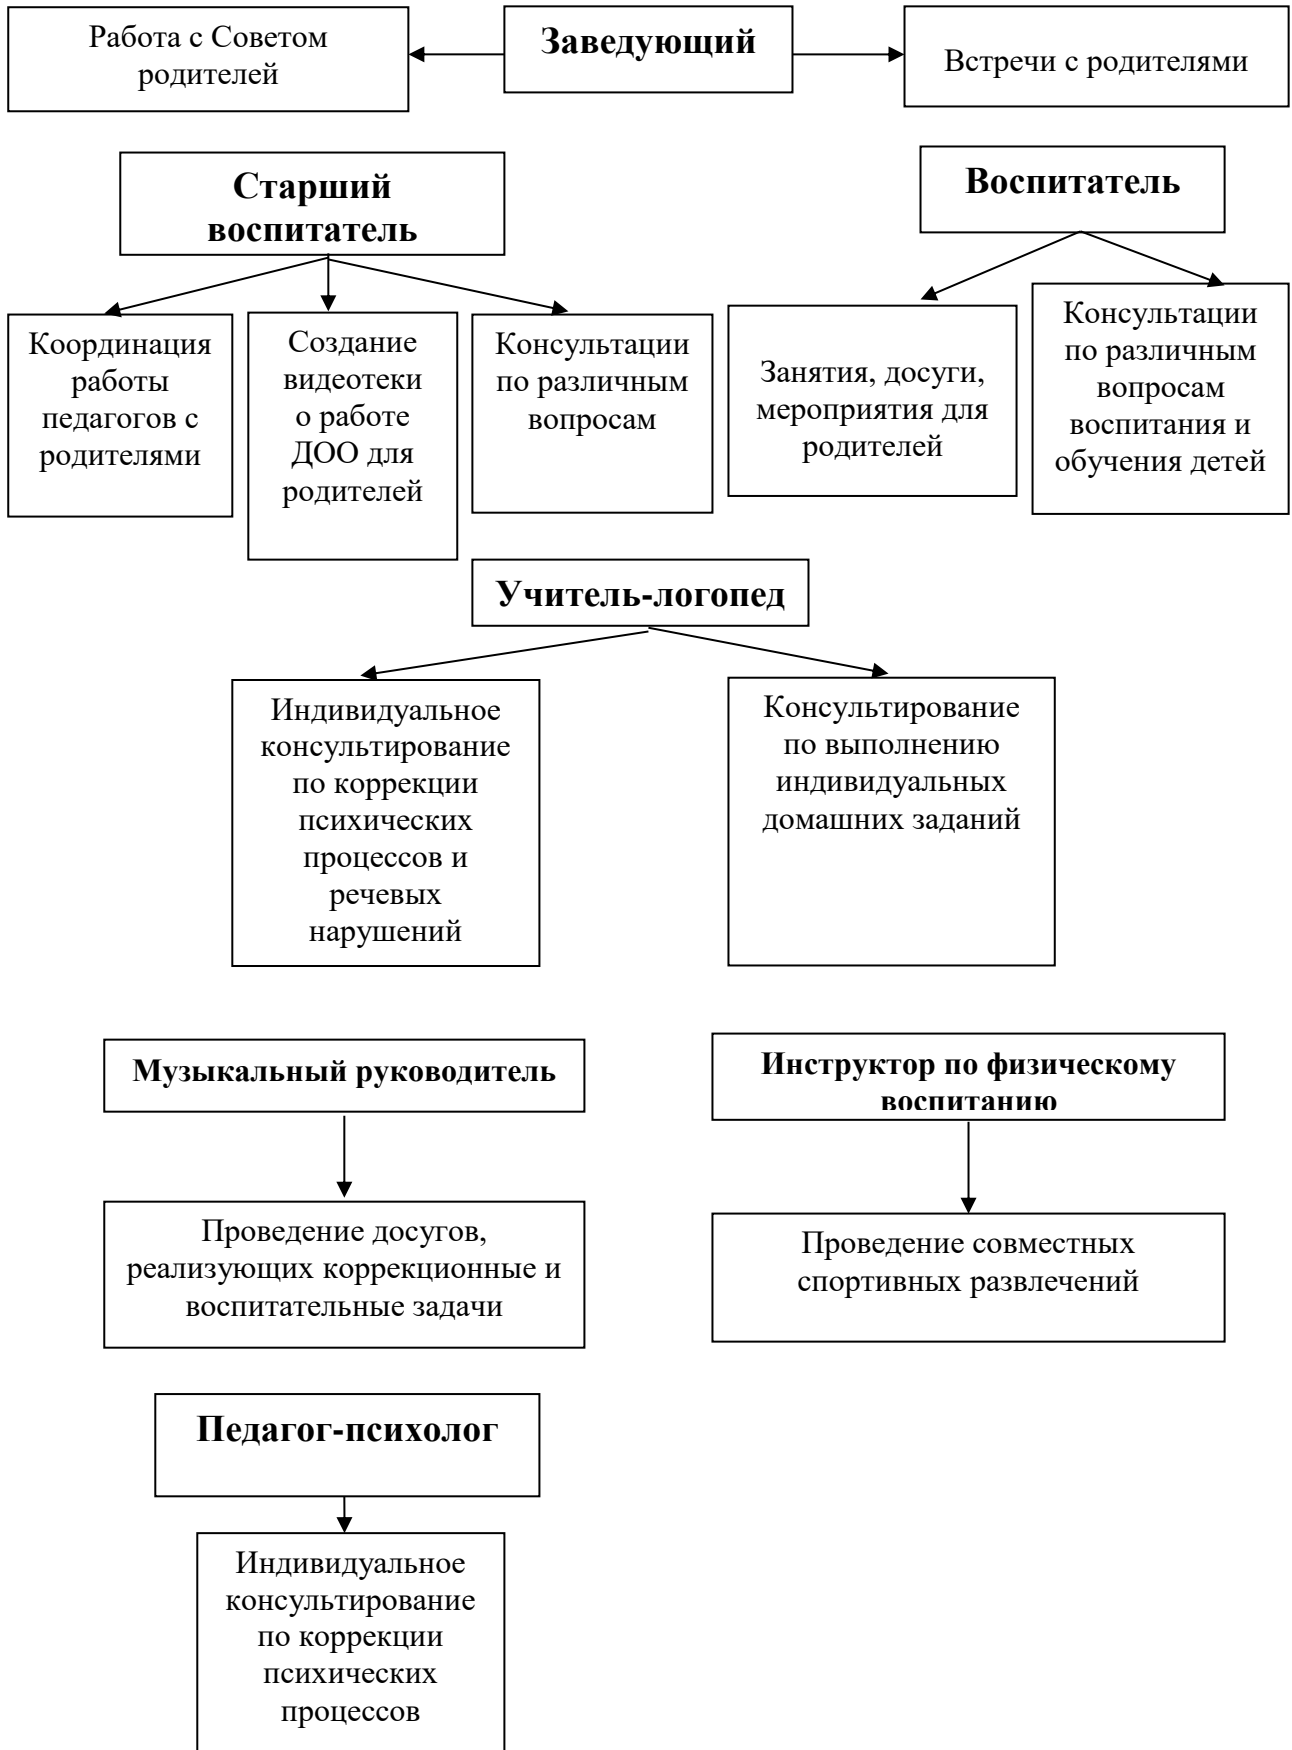 Работа с Советом
родителей
Заведующий
Встречи с родителями
Старший
воспитатель
Воспитатель
Координация
работы
педагогов с
родителями
Создание
видеотеки
о работе
ДОО для
родителей
Консультации
по различным
вопросам
Занятия, досуги,
мероприятия для
родителей
Консультации
по различным
вопросам
воспитания и
обучения детей
Учитель-логопед
Индивидуальное
консультирование
по коррекции
психических
процессов и
речевых
нарушений
Консультирование
по выполнению
индивидуальных
домашних заданий
Музыкальный руководитель
Инструктор по физическому
воспитанию
Проведение досугов,
реализующих коррекционные и
воспитательные задачи
Проведение совместных
спортивных развлечений
Педагог-психолог
Индивидуальное
консультирование
по коррекции
психических
процессов